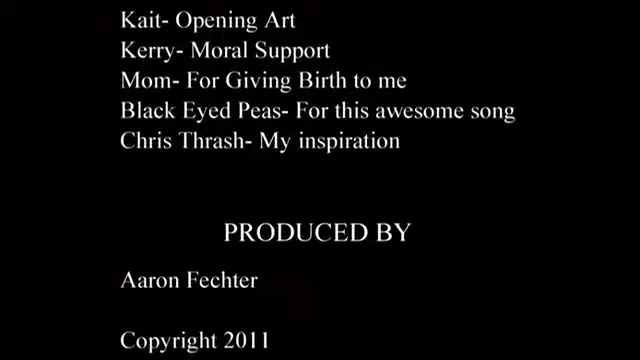 Kait- Opening Art
Kerry- Moral Support
Mom- For Giving Birth to me
Black Eyed Peas- For this awesome song
Chris Thrash- My inspiration
PRODUCED BY
Aaron Fechter
Copyright 2011